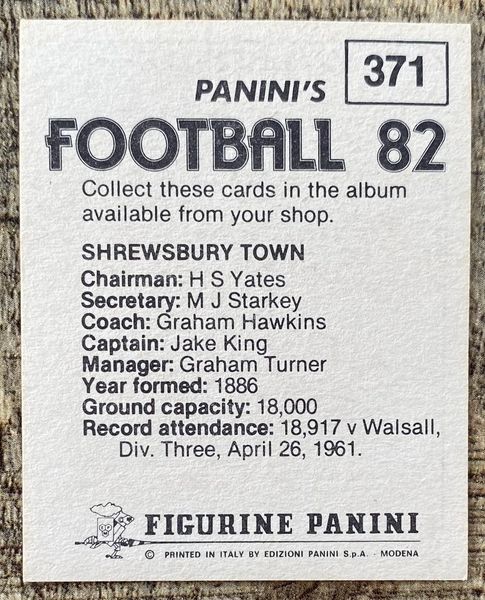 371
PANINI'S
FOOTBALL 82
Collect these cards in the album
available from your shop.
SHREWSBURY TOWN
Chairman: H S Yates
Secretary: M J Starkey
Coach: Graham Hawkins
Captain: Jake King
Manager: Graham Turner
Year formed: 1886
Ground capacity: 18,000
Record attendance: 18,917 v Walsall,
Div. Three, April 26, 1961.
FIGURINE PANINI
© PRINTED IN ITALY BY EDIZIONI PANINI S.p.A. - MODENA